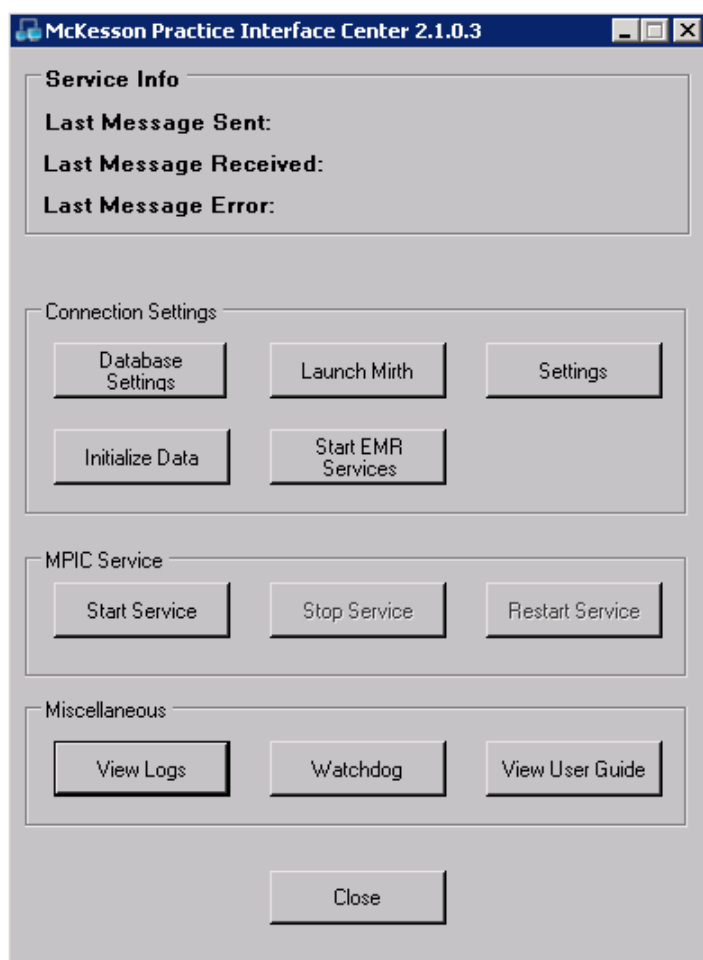 McKesson Practice Interface Center 2.1.0.3
Service Info
Last Message Sent:
Last Message Received:
Last Message Error:
Connection Settings
Database
Settings
Launch Mirth
Settings
Initialize Data
Start EMR
Services
MPIC Service
Start Service
Stop Service
Restart Service
Miscellaneous
View Logs
Watchdog
View User Guide
Close